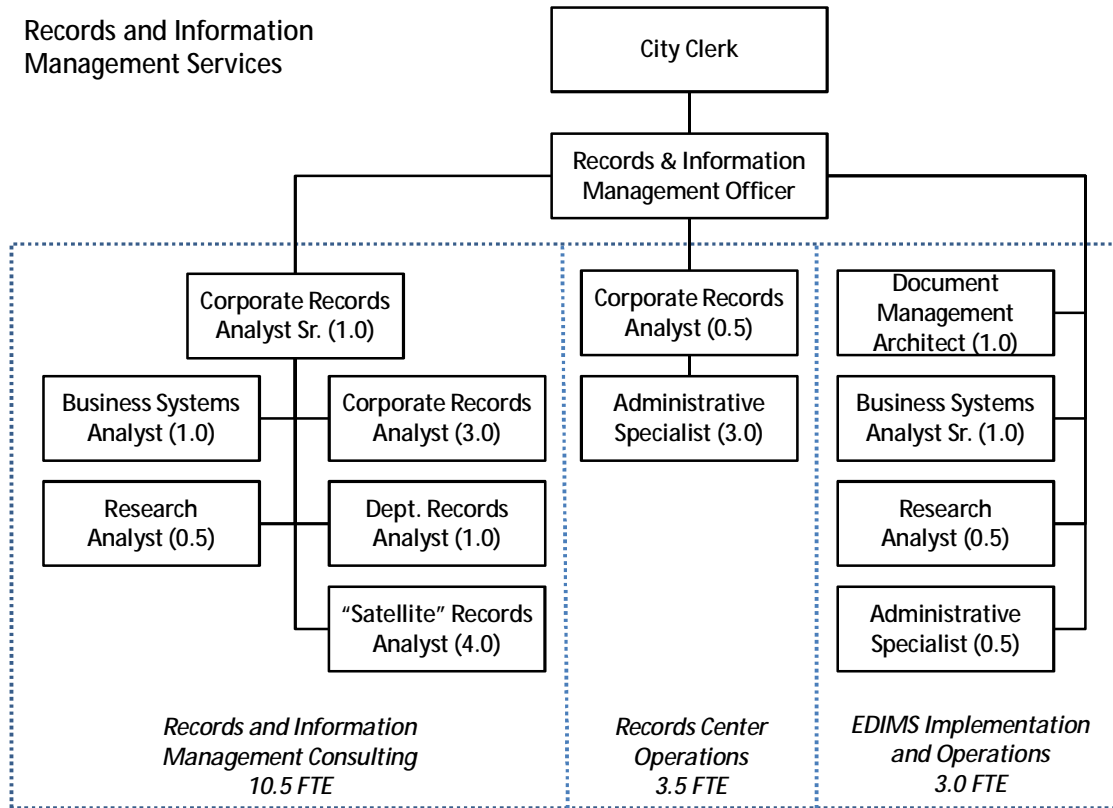 Records and Information
Management Services
City Clerk
Records & Information
Management Officer
Corporate Records
Analyst Sr. (1.0)
Business Systems
Analyst (1.0)
Corporate Records
Analyst (3.0)
Research
Analyst (0.5)
Dept. Records
Analyst (1.0)
“Satellite” Records
Analyst (4.0)
Records and Information
Management Consulting
10.5 FTE
Corporate Records
Analyst (0.5)
Administrative
Specialist (3.0)
Records Center
Operations
3.5 FTE
Document
Management
Architect (1.0)
Business Systems
Analyst Sr. (1.0)
Research
Analyst (0.5)
Administrative
Specialist (0.5)
EDIMS Implementation
and Operations
3.0 FTE